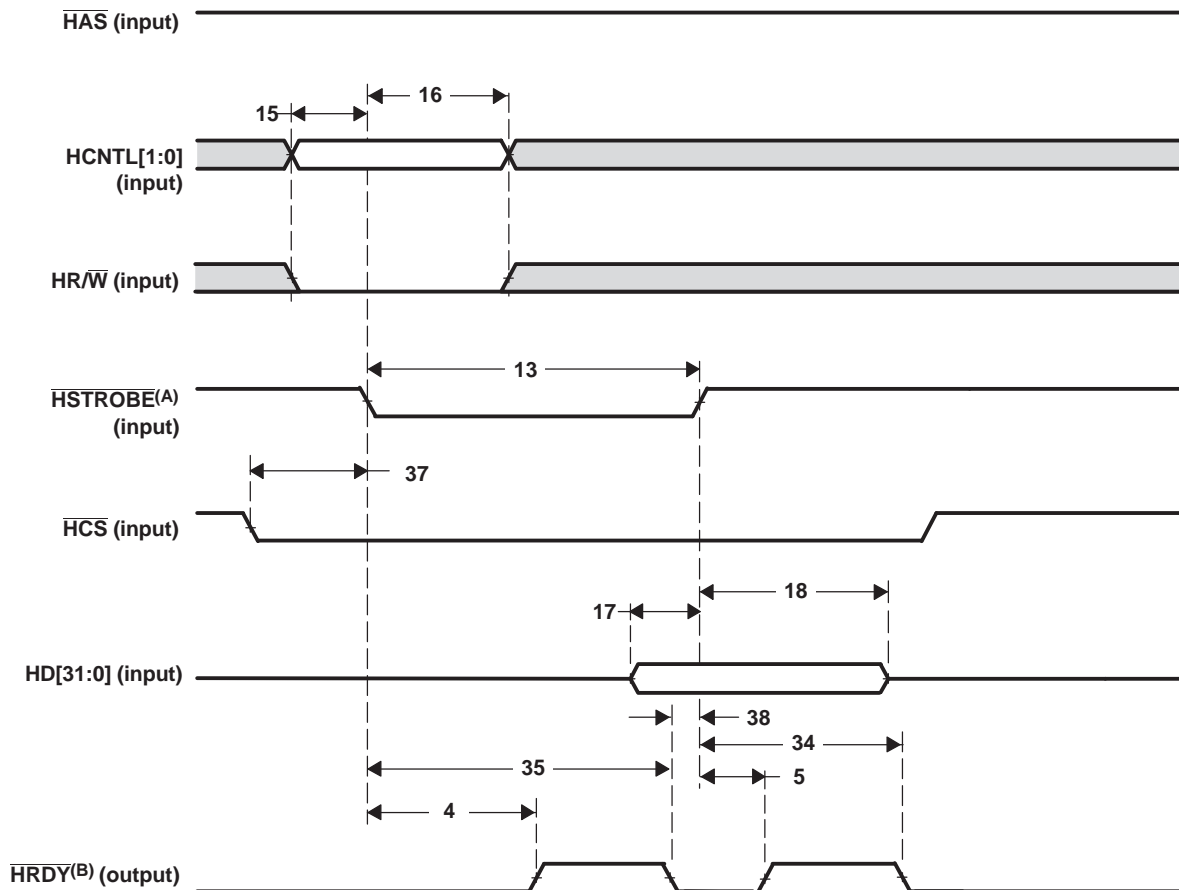 HAS (input)
16
15
HCNTL[1:0]
(input)
HR/W (input)
13
HSTROBE(A)
(input)
37
HCS (input)
18
17
HD[31:0] (input)
38
34
35
5
4
HRDY(B) (output)